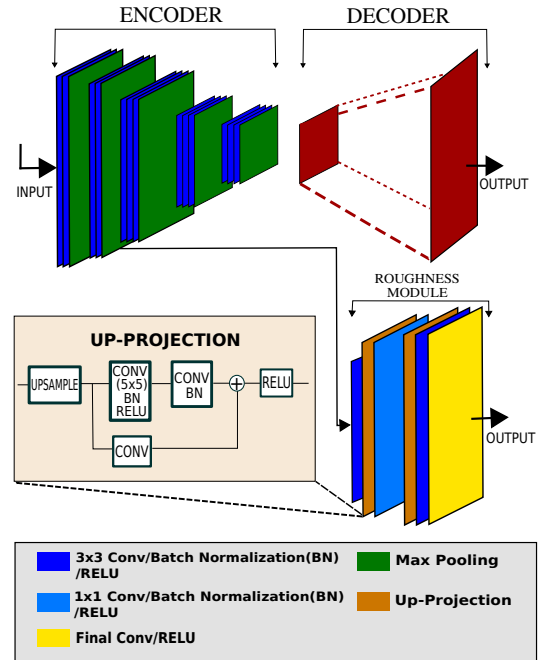 ENCODER
DECODER
INPUT
OUTPUT
ROUGHNESS
MODULE
UP-PROJECTION
UPSAMPLE
CONV
(5x5)
BN
RELU
CONV
BN
RELU
CONV
OUTPUT
3x3 Conv/Batch Normalization(BN)
/RELU
Max Pooling
1x1 Conv/Batch Normalization(BN)
/RELU
Up-Projection
Final Conv/RELU